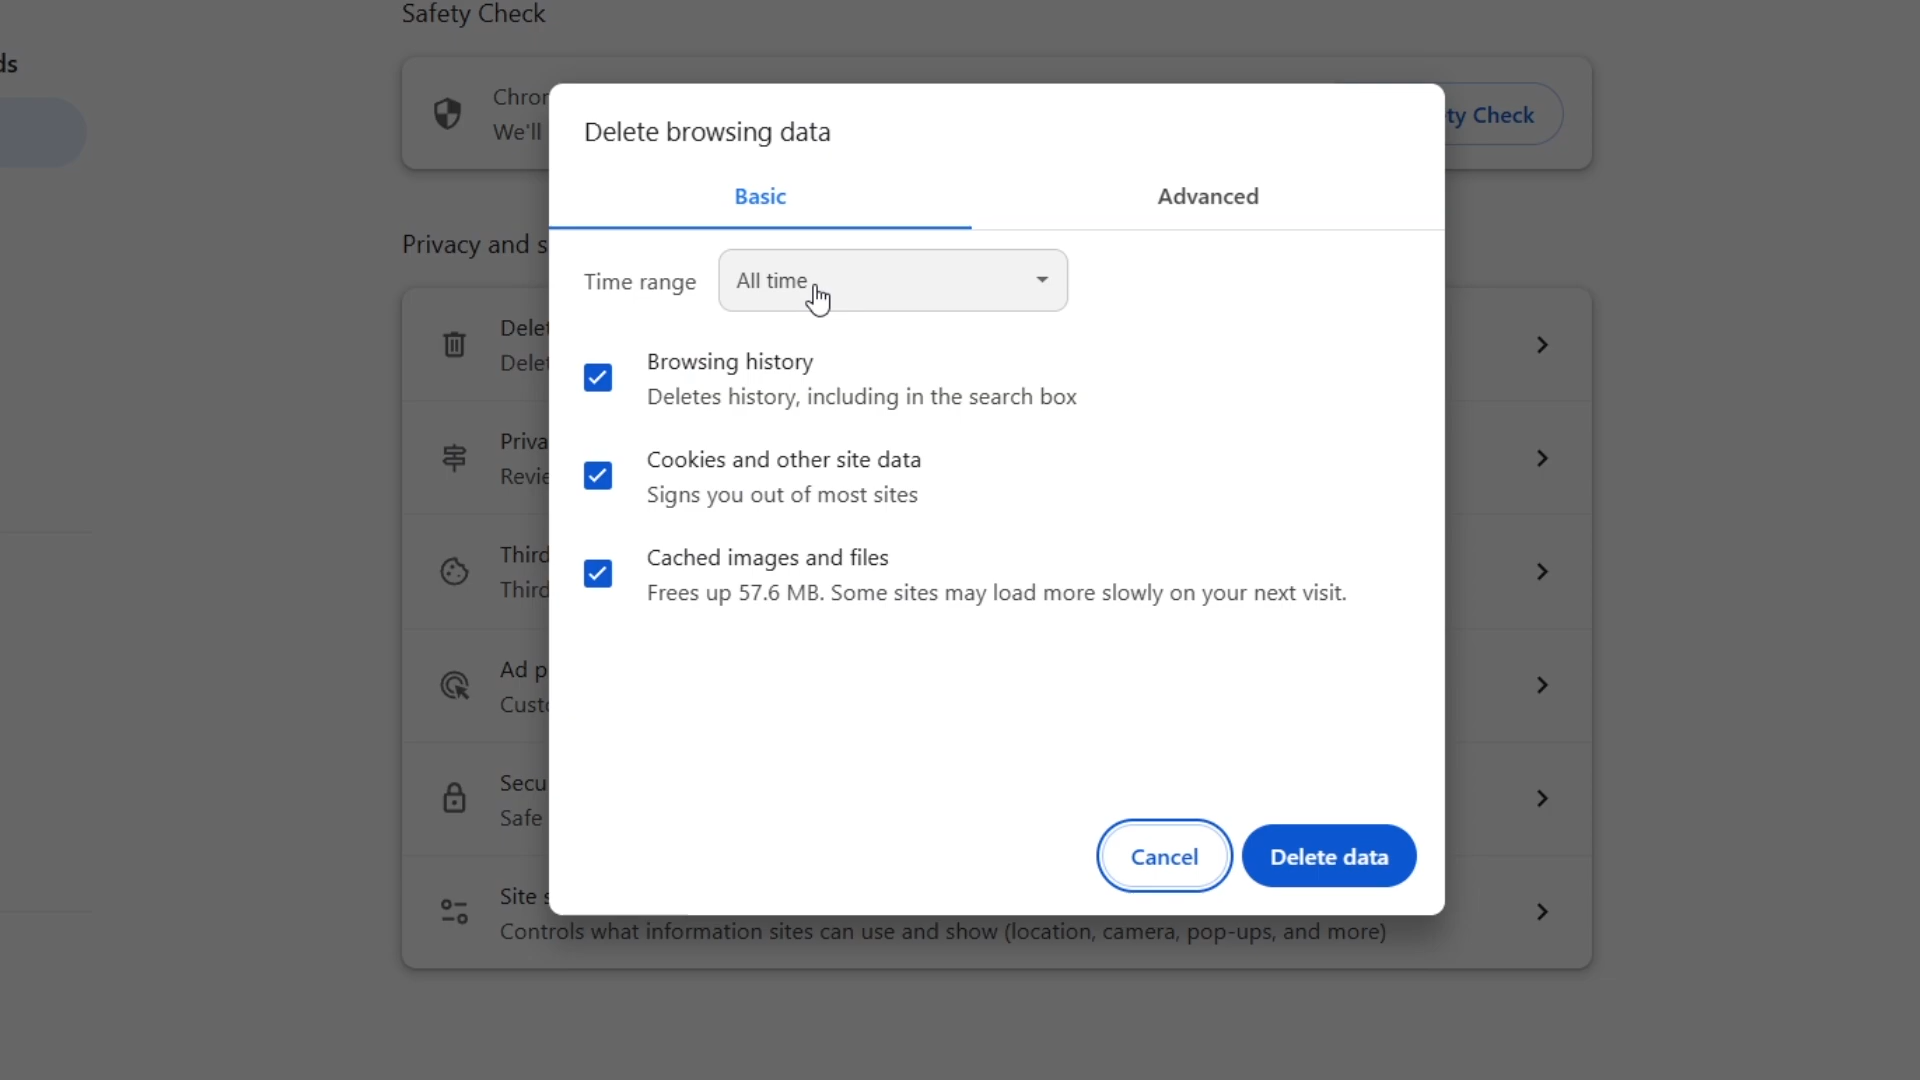 Safety Check
ds
Chror
We'll
ty Check
Delete browsing data
Basic
Advanced
Time range
All time
Privacy and s
Browsing history
Deletes history, including in the search box
Cookies and other site data
Signs you out of most sites
Cached images and files
Frees up 57.6 MB. Some sites may load more slowly on your next visit.
Cancel
Delete data
Delet
Delet
Priva
Revie
Third
Third
Ad p
Custo
Secu
Safe
Site s
Controls what information sites can use and show (location, camera, pop-ups, and more)